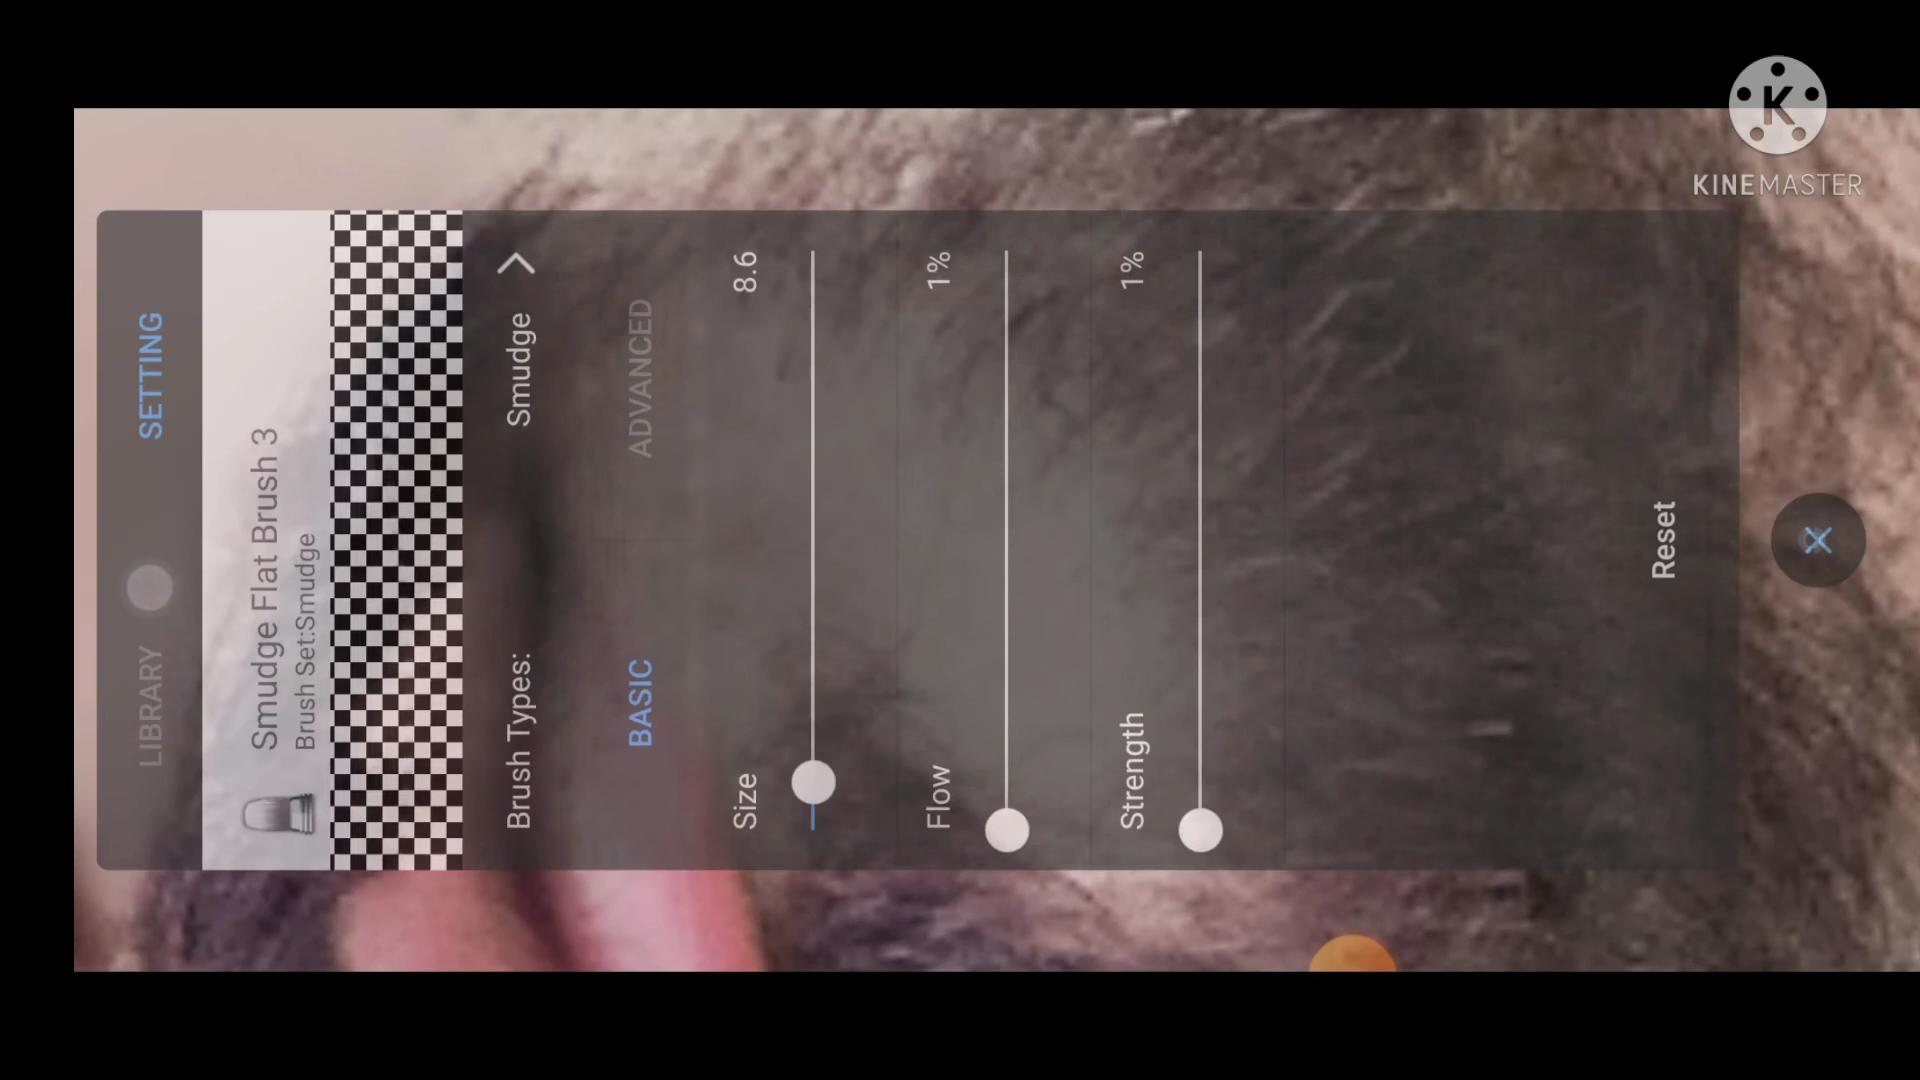 KINEMASTER
LIBRARY
SETTING
Smudge Flat Brush 3
Brush Set:Smudge
Brush Types:
Smudge
BASIC
ADVANCED
Size
8.6
Flow
1%
Strength
1%
Reset